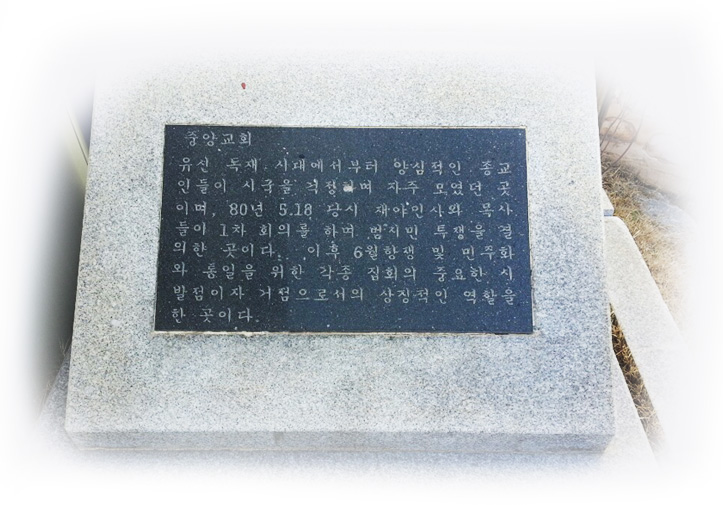 중앙교회
유신 독재 시대에서부터 양심적인 종교
인들이 시국을 걱정하며 자주 모였던 곳
이며, 80년 5.18 당시 재야인사와 목사
들이 1차 회의를 하며 범시민 투쟁을 결
의한 곳이다. 이후 6월항쟁 및 민주화
와 통일을 위한 각종 집회의 중요한 시
발점이자 거점으로서의 상징적인 역할을
한 곳이다.